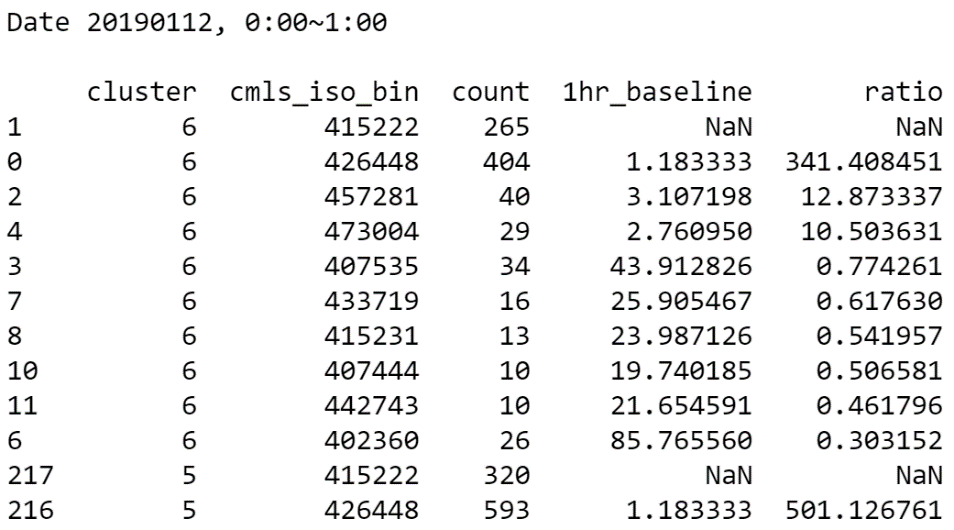 Date 20190112, 0:00~1:00
cluster cmls_iso_bin count 1hr_baseline ratio
1 6 415222 265 NaN NaN
0 6 426448 404 1.183333 341.408451
2 6 457281 40 3.107198 12.873337
4 6 473004 29 2.760950 10.503631
3 6 407535 34 43.912826 0.774261
7 6 433719 16 25.905467 0.617630
8 6 415231 13 23.987126 0.541957
10 6 407444 10 19.740185 0.506581
11 6 442743 10 21.654591 0.461796
6 6 402360 26 85.765560 0.303152
217 5 415222 320 NaN NaN
216 5 426448 593 1.183333 501.126761